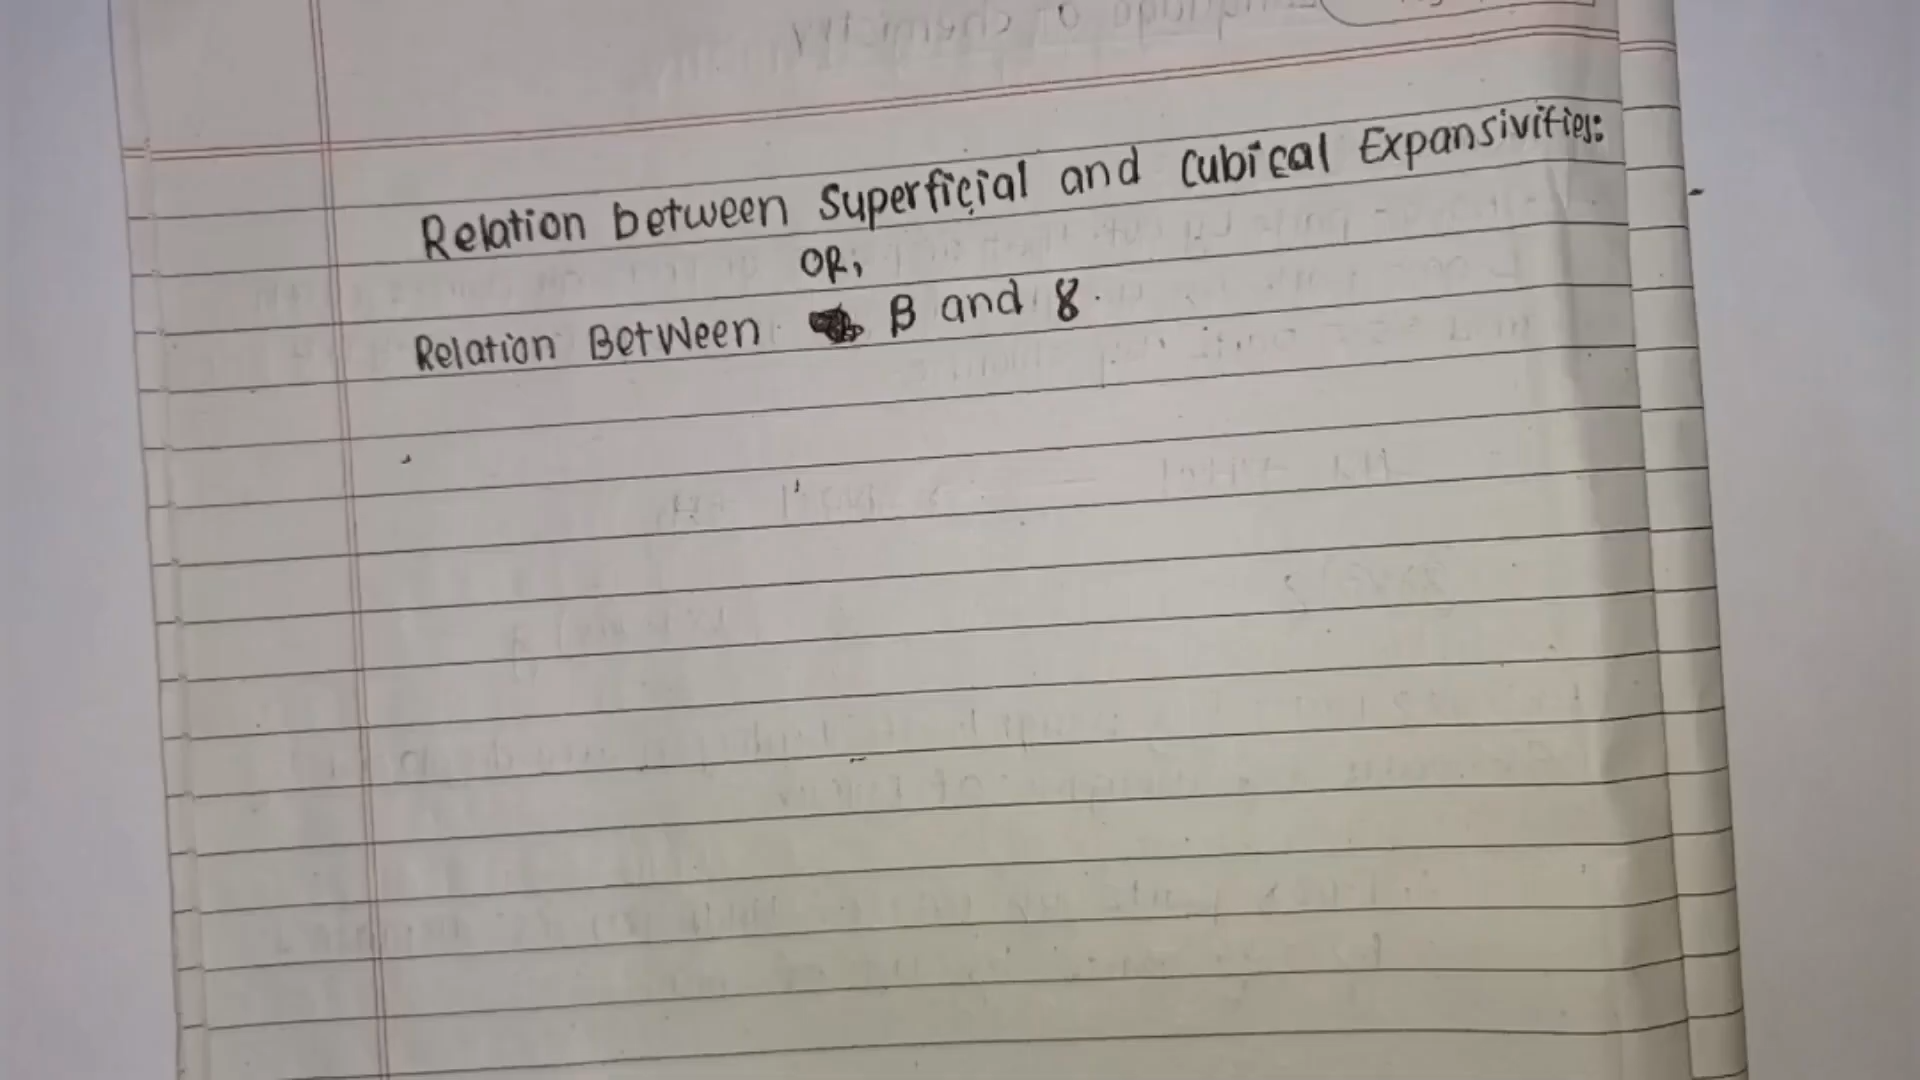 Relation between Superficial and Cubical Expansivities:
OR,
Relation Between β and γ.